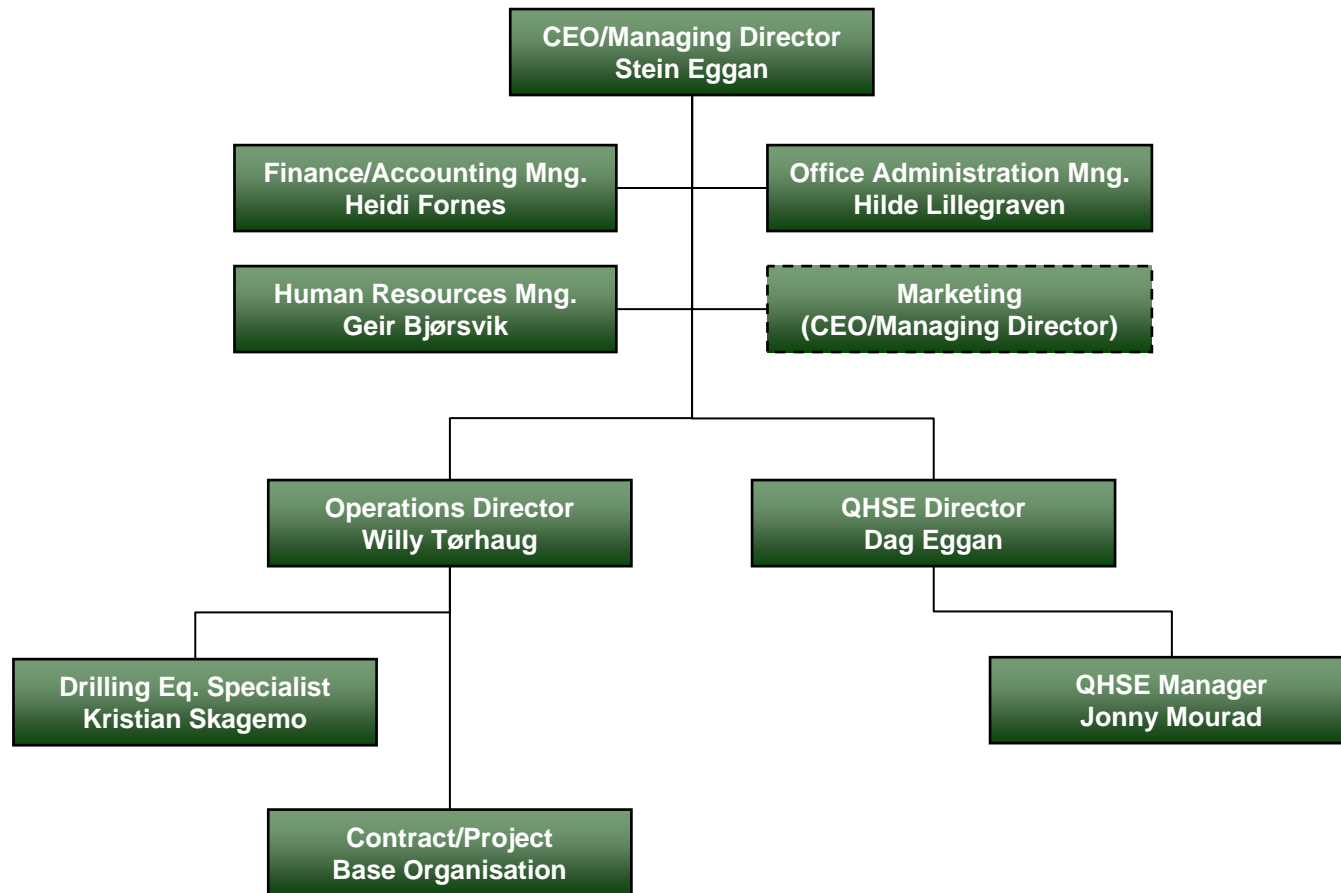 CEO/Managing Director
Stein Eggan
Finance/Accounting Mng.
Heidi Fornes
Office Administration Mng.
Hilde Lillegraven
Human Resources Mng.
Geir Bjørsvik
Marketing
(CEO/Managing Director)
Operations Director
Willy Tørhaug
QHSE Director
Dag Eggan
Drilling Eq. Specialist
Kristian Skagemo
QHSE Manager
Jonny Mourad
Contract/Project
Base Organisation